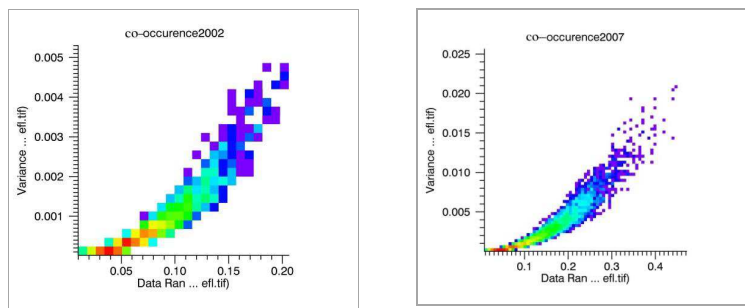 co-occurence2002
0.005
0.004
0.003
0.002
0.001
Variance ... efl.tif)
0.05 0.10 0.15 0.20
Data Ran ... efl.tif)
co-occurence2007
0.025
0.020
0.015
0.010
0.005
Variance ... efl.tif)
0.1 0.2 0.3 0.4
Data Ran ... efl.tif)